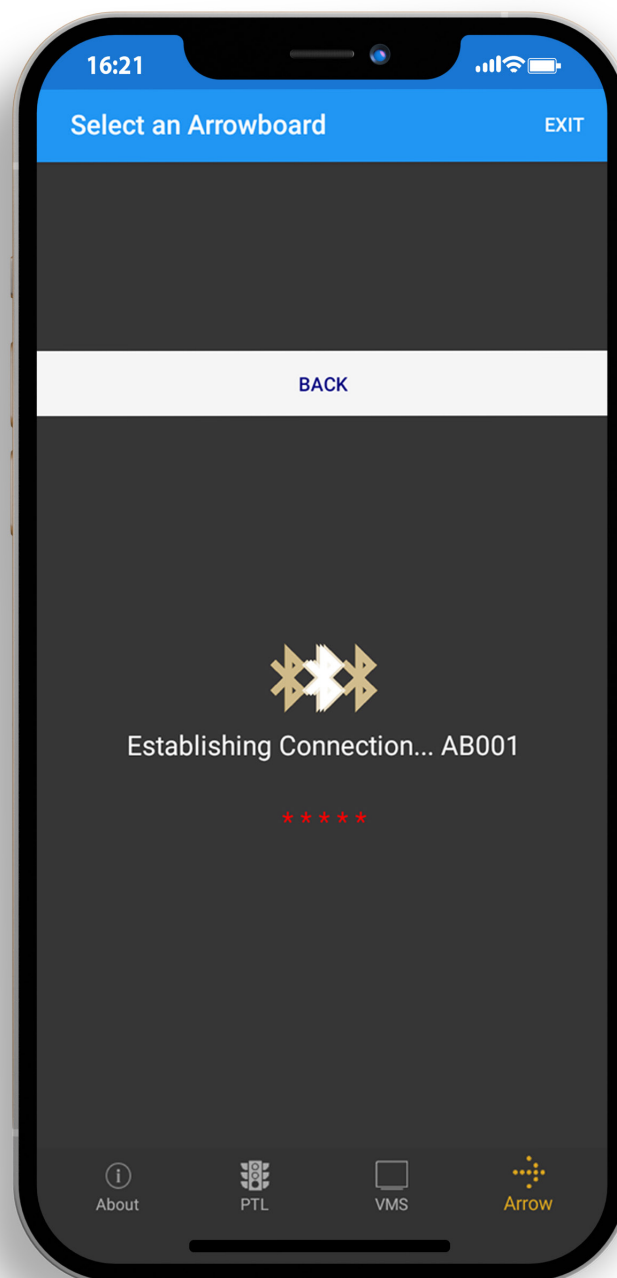 16:21
Select an Arrowboard
EXIT
BACK
Establishing Connection... AB001
* * * * *
About
PTL
VMS
Arrow